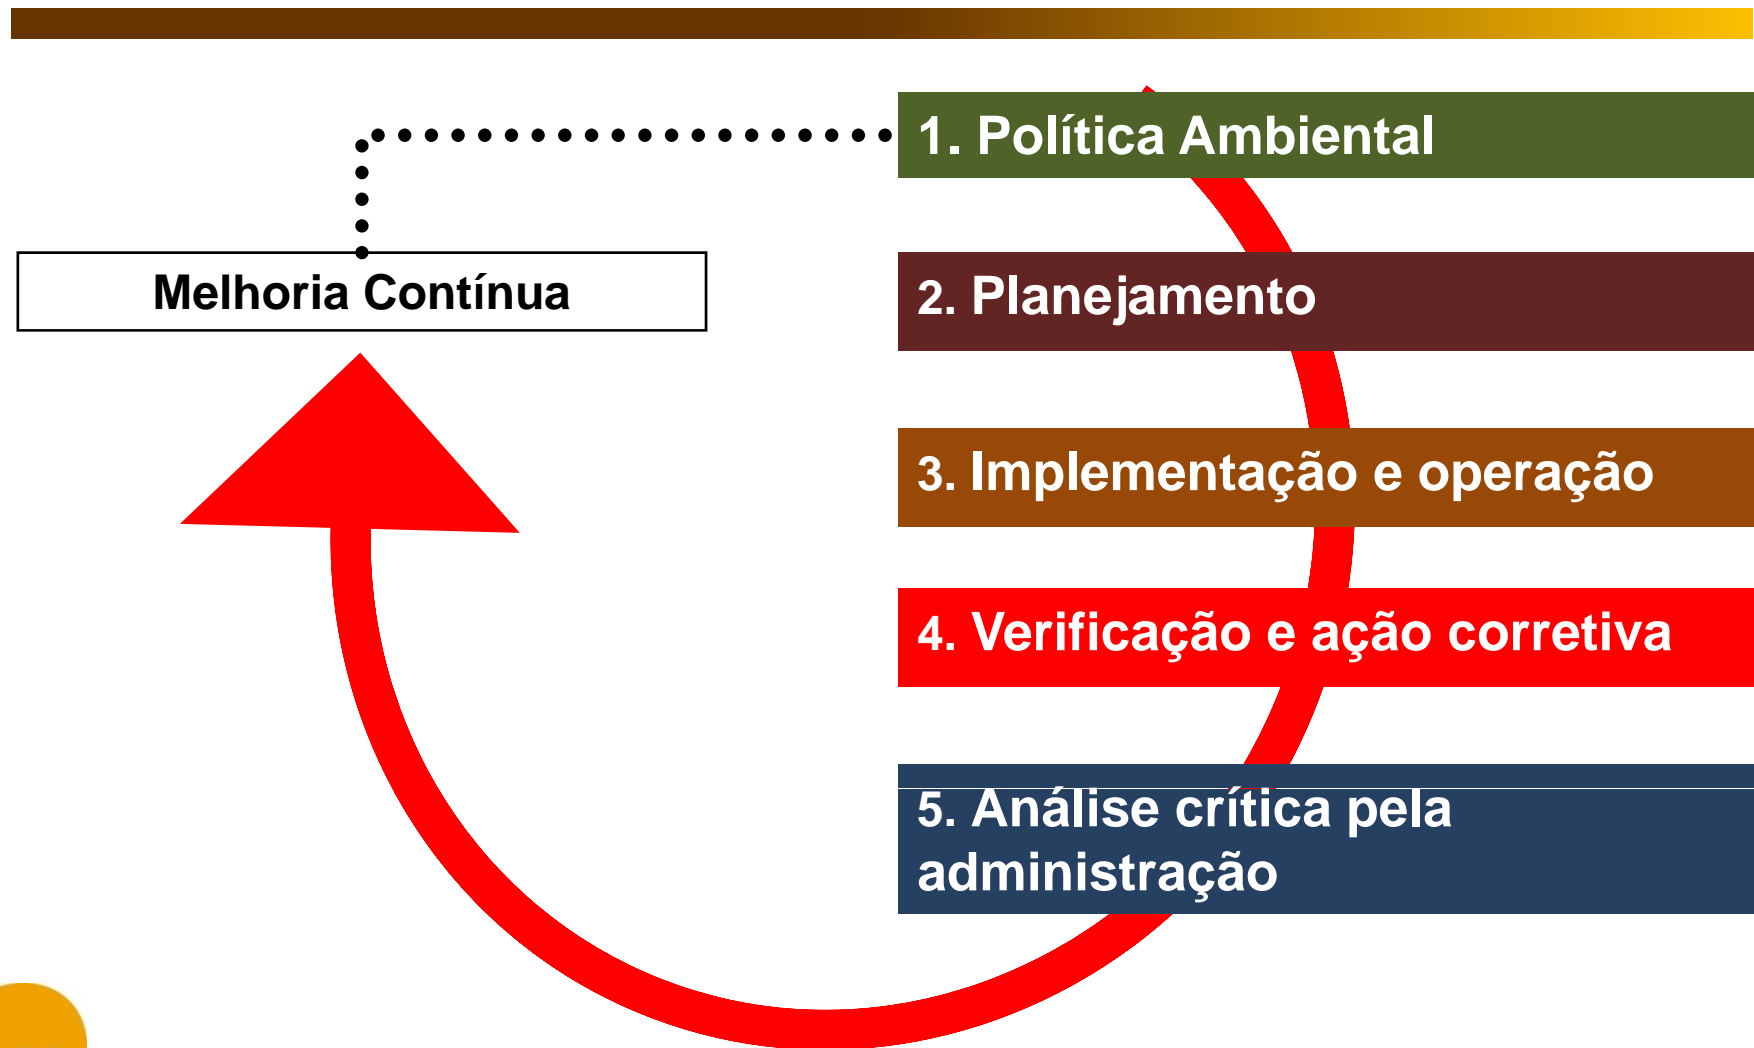 1. Política Ambiental
Melhoria Contínua
2. Planejamento
3. Implementação e operação
4. Verificação e ação corretiva
5. Análise crítica pela
administração